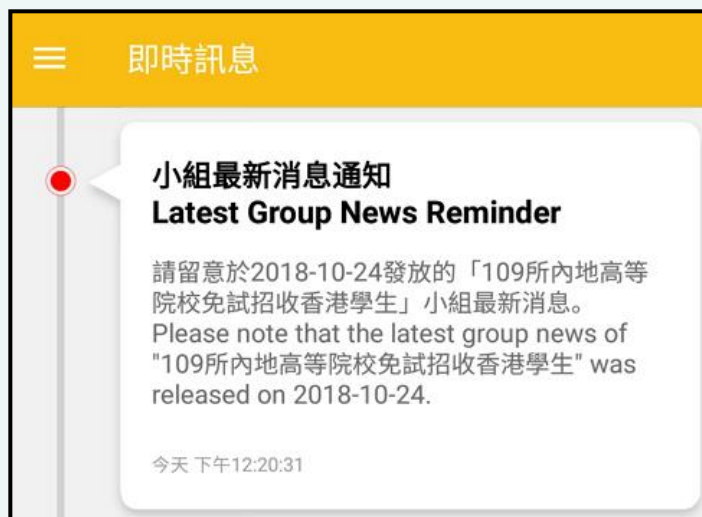 即時訊息
小組最新消息通知
Latest Group News Reminder
請留意於2018-10-24發放的「109所內地高等
院校免試招收香港學生」小組最新消息。
Please note that the latest group news of
"109所內地高等院校免試招收香港學生" was
released on 2018-10-24.
今天 下午12:20:31